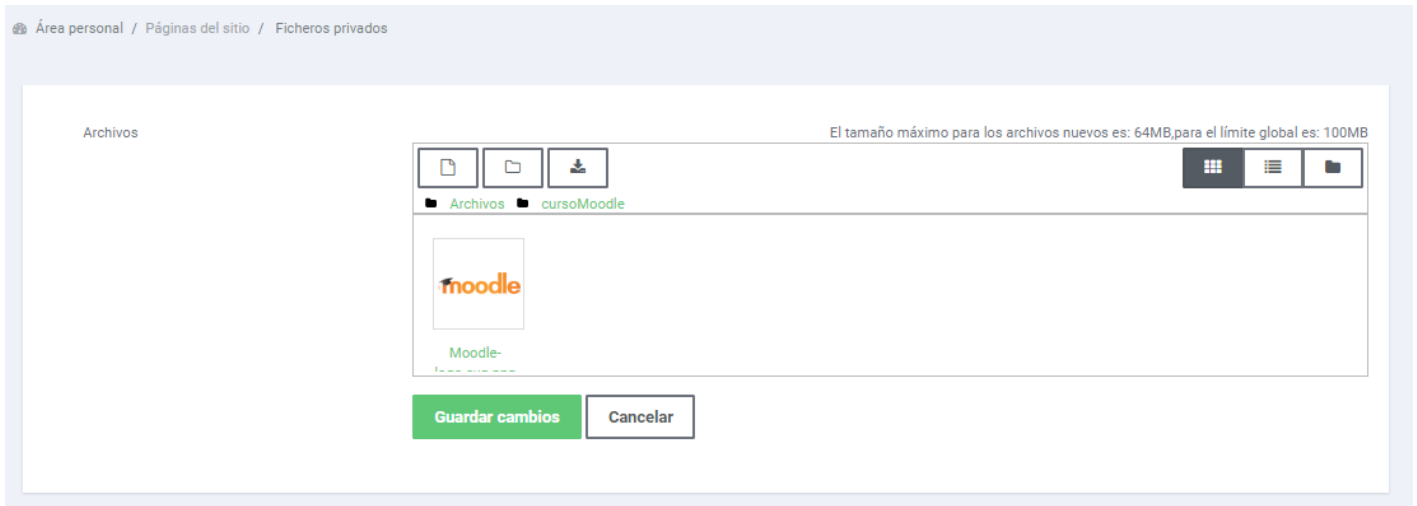 Área personal / Páginas del sitio / Ficheros privados
Archivos
El tamaño máximo para los archivos nuevos es: 64MB,para el límite global es: 100MB
Archivos cursoMoodle
moodle
Moodle-
Guardar cambios Cancelar